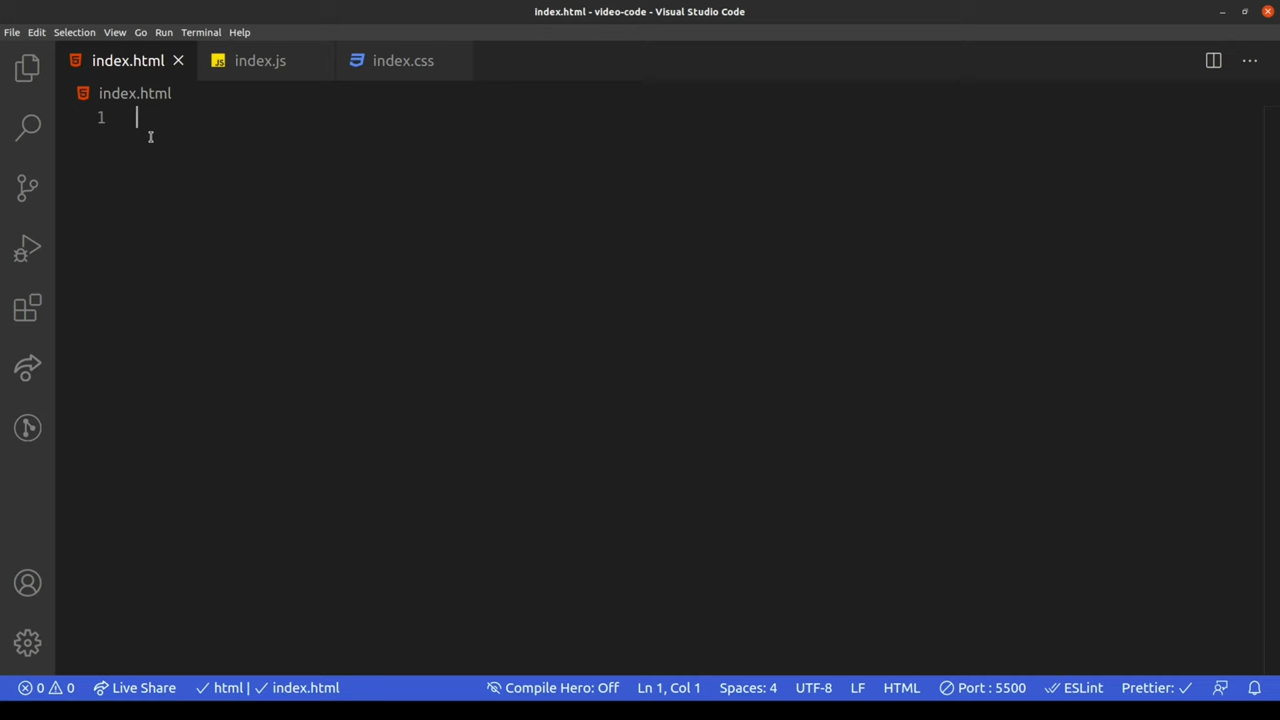 index.html - video-code - Visual Studio Code
File Edit Selection View Go Run Terminal Help
index.html JS index.js index.css
index.html
1
0 0 Live Share html | index.html Compile Hero: Off Ln 1, Col 1 Spaces: 4 UTF-8 LF HTML Port : 5500 ESLint Prettier: